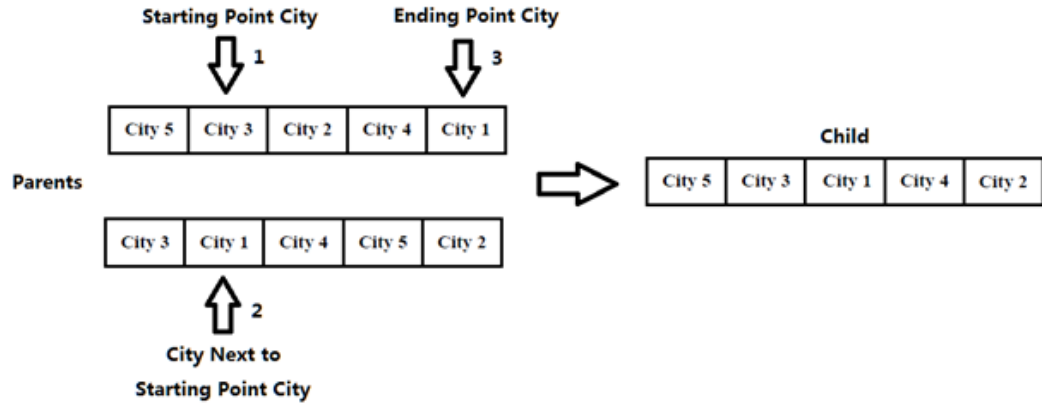 Starting Point City
Ending Point City
1
3
City 5 City 3 City 2 City 4 City 1
Child
Parents
City 5 City 3 City 1 City 4 City 2
City 3 City 1 City 4 City 5 City 2
2
City Next to
Starting Point City